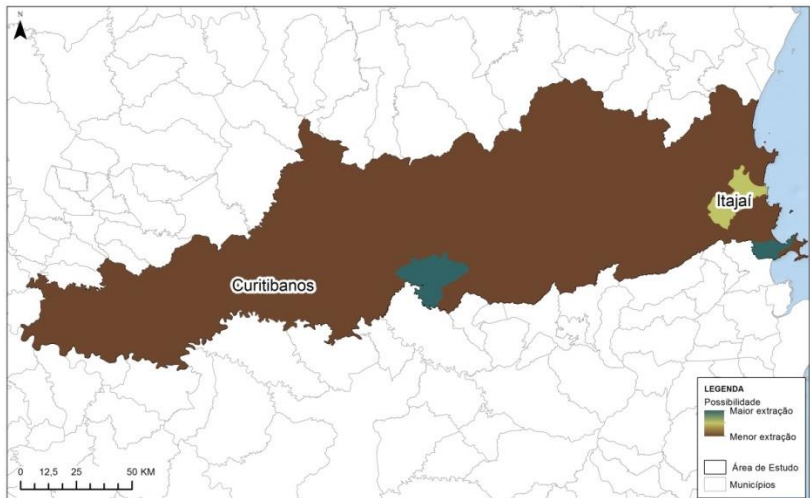 N
Itajaí
Curitibanos
LEGENDA
Possibilidade
Maior extração
Menor extração
Área de Estudo
Municípios
0 12,5 25 50 KM